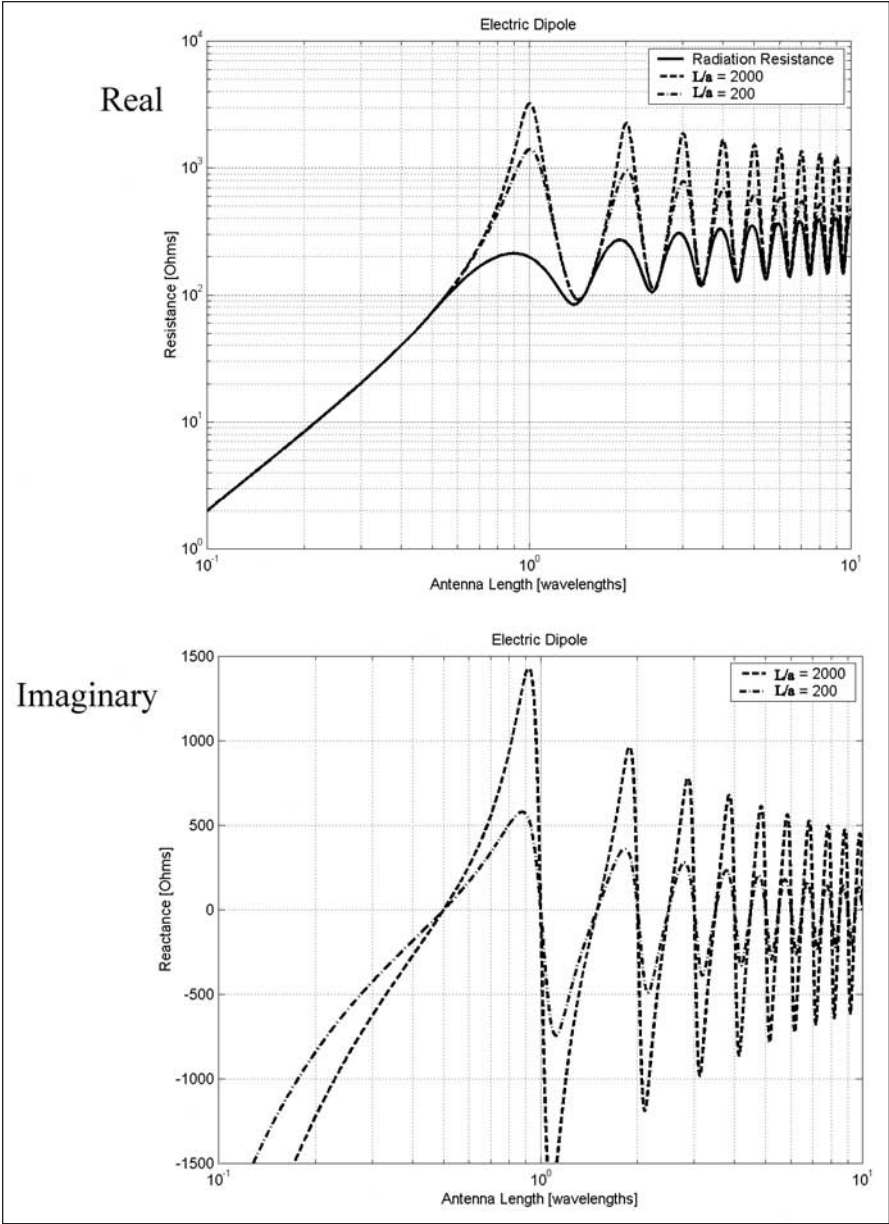 Electric Dipole
10^4
Radiation Resistance
L/a = 2000
L/a = 200
Real
10^3
10^2
Resistance [Ohms]
10^1
10^0
10^-1
10^0
10^1
Antenna Length [wavelengths]
Electric Dipole
1500
L/a = 2000
L/a = 200
Imaginary
1000
500
0
Reactance [Ohms]
-500
-1000
-1500
10^-1
10^0
10^1
Antenna Length [wavelengths]